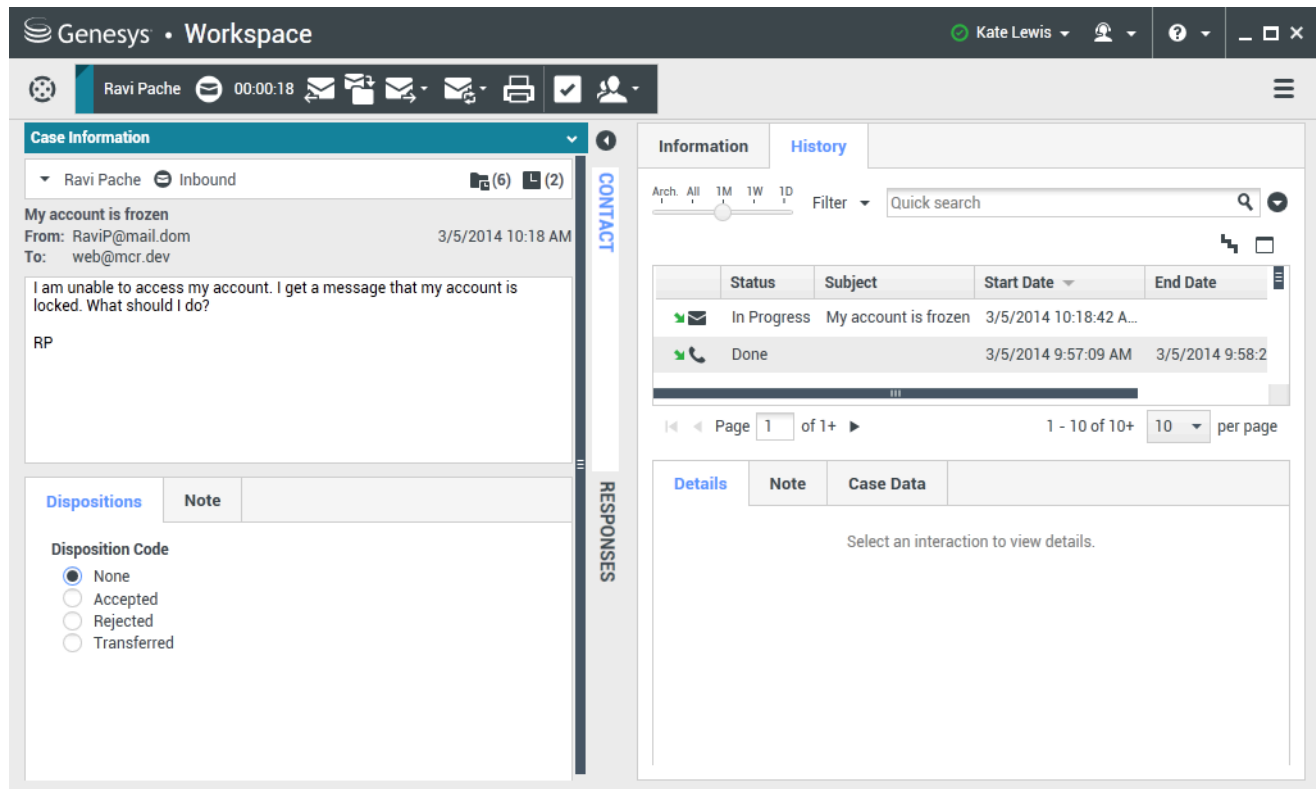 Genesys • Workspace
Kate Lewis
Ravi Pache 00:00:18
Case Information
Ravi Pache Inbound (6) (2)
My account is frozen
From: RaviP@mail.dom 3/5/2014 10:18 AM
To: web@mcr.dev
I am unable to access my account. I get a message that my account is
locked. What should I do?
RP
Dispositions Note
Disposition Code
None
Accepted
Rejected
Transferred
CONTACT
RESPONSES
Information History
Arch. All 1M 1W 1D Filter Quick search
Status Subject Start Date End Date
In Progress My account is frozen 3/5/2014 10:18:42 A...
Done 3/5/2014 9:57:09 AM 3/5/2014 9:58:2
Page 1 of 1+ 1 - 10 of 10+ 10 per page
Details Note Case Data
Select an interaction to view details.